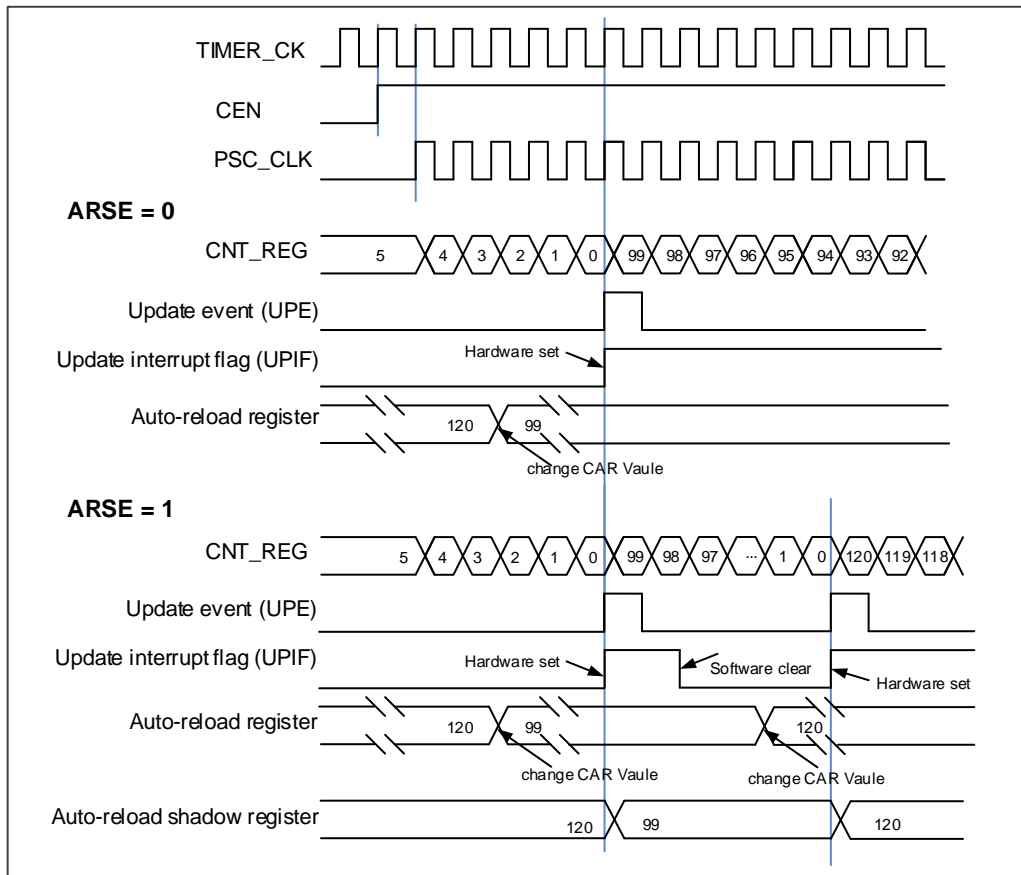 TIMER_CK
CEN
PSC_CLK
ARSE = 0
CNT_REG 5 4 3 2 1 0 99 98 97 96 95 94 93 92
Update event (UPE)
Update interrupt flag (UPIF) Hardware set
Auto-reload register 120 99
change CAR Vaule
ARSE = 1
CNT_REG 5 4 3 2 1 0 99 98 97 ... 1 0 120 119 118
Update event (UPE)
Update interrupt flag (UPIF) Hardware set Software clear Hardware set
Auto-reload register 120 99 120
change CAR Vaule change CAR Vaule
Auto-reload shadow register 120 99 120